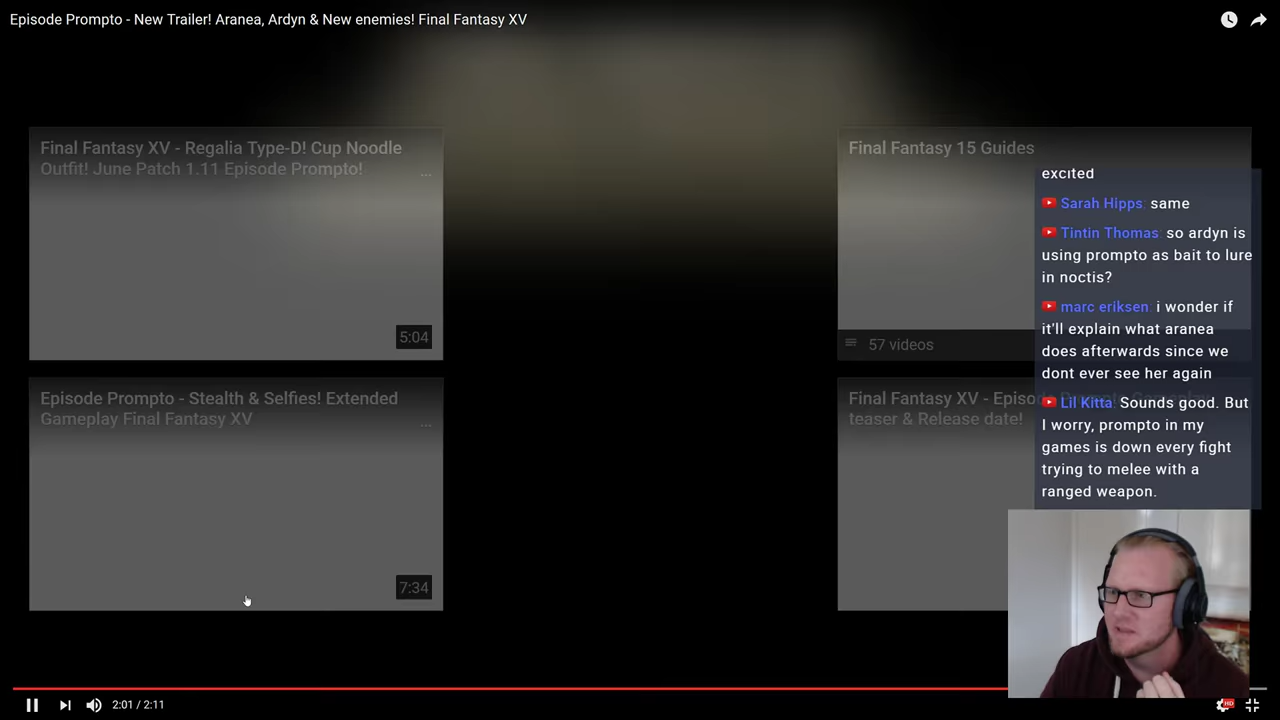 Episode Prompto - New Trailer! Aranea, Ardyn & New enemies! Final Fantasy XV
Final Fantasy XV - Regalia Type-D! Cup Noodle
Outfit! June Patch 1.11 Episode Prompto!
...
5:04
Final Fantasy 15 Guides
57 videos
Episode Prompto - Stealth & Selfies! Extended
Gameplay Final Fantasy XV
...
7:34
Final Fantasy XV - Episo
teaser & Release date!
excited
Sarah Hipps: same
Tintin Thomas: so ardyn is
using prompto as bait to lure
in noctis?
marc eriksen: i wonder if
it'll explain what aranea
does afterwards since we
dont ever see her again
Lil Kitta: Sounds good. But
I worry, prompto in my
games is down every fight
trying to melee with a
ranged weapon.
2:01 / 2:11
HD